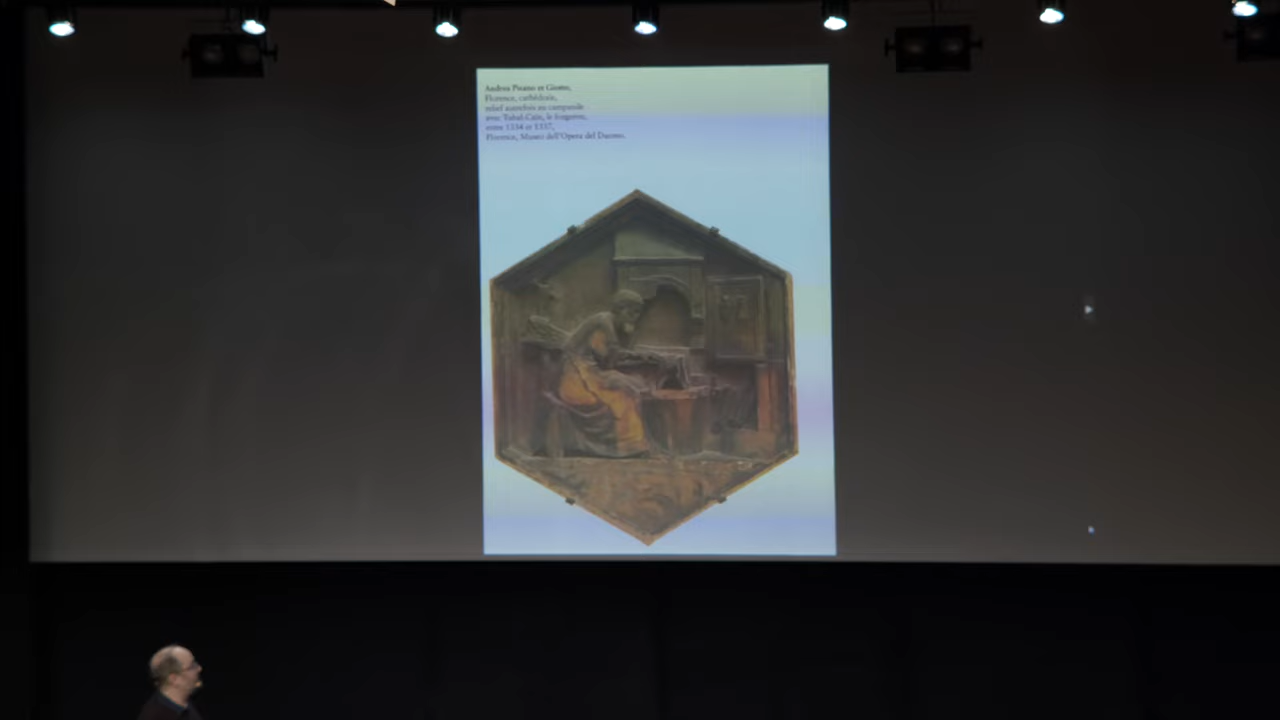 Andrea Pisano et Giotto,
Florence, cathédrale,
relief autrefois au campanile
avec Tubal-Caïn, le forgeron,
entre 1334 et 1337,
Florence, Museo dell'Opera del Duomo.